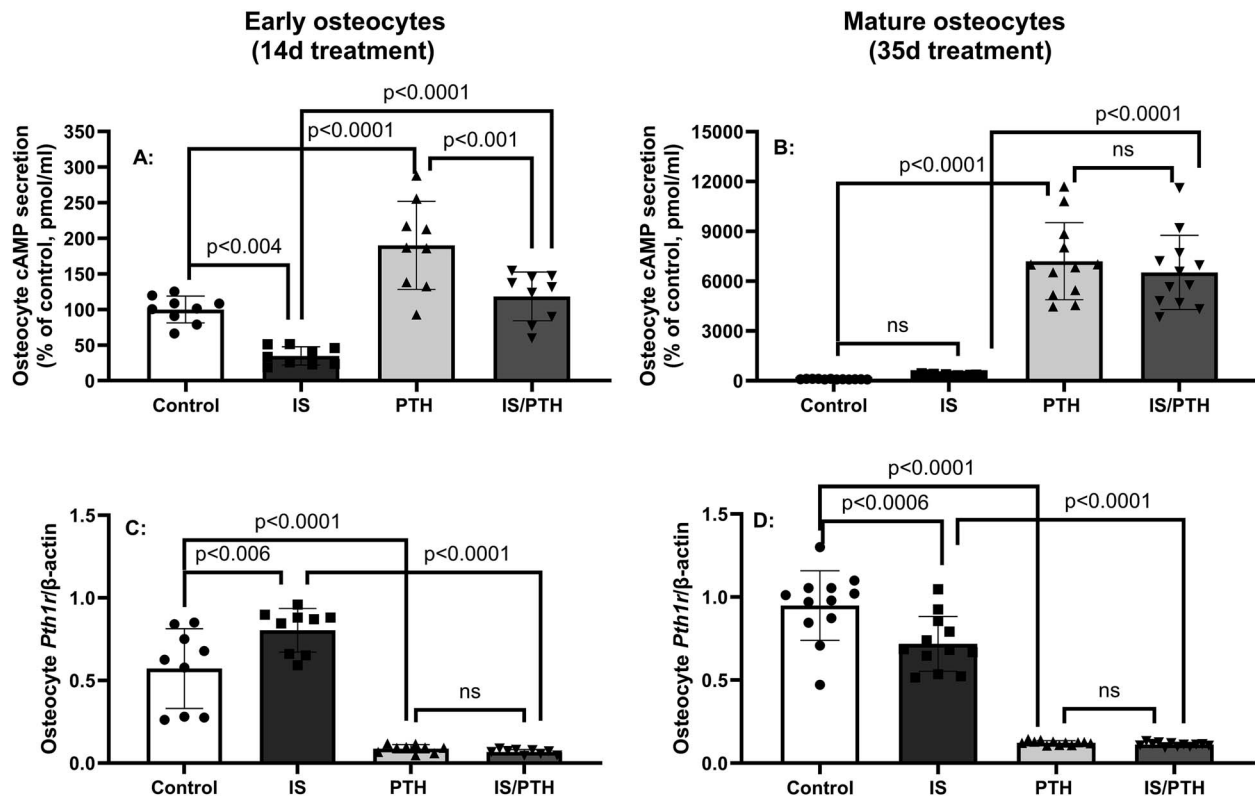 Early osteocytes
(14d treatment)
Mature osteocytes
(35d treatment)
A:
Osteocyte cAMP secretion
(% of control, pmol/ml)
350
300
250
200
150
100
50
0
p<0.0001
p<0.0001
p<0.001
p<0.004
Control
IS
PTH
IS/PTH
B:
Osteocyte cAMP secretion
(% of control, pmol/ml)
15000
12000
9000
6000
3000
0
p<0.0001
p<0.0001
ns
ns
Control
IS
PTH
IS/PTH
C:
Osteocyte Pth1r/β-actin
1.5
1.0
0.5
0.0
p<0.0001
p<0.006
p<0.0001
ns
Control
IS
PTH
IS/PTH
D:
Osteocyte Pth1r/β-actin
1.5
1.0
0.5
0.0
p<0.0001
p<0.0006
p<0.0001
ns
Control
IS
PTH
IS/PTH